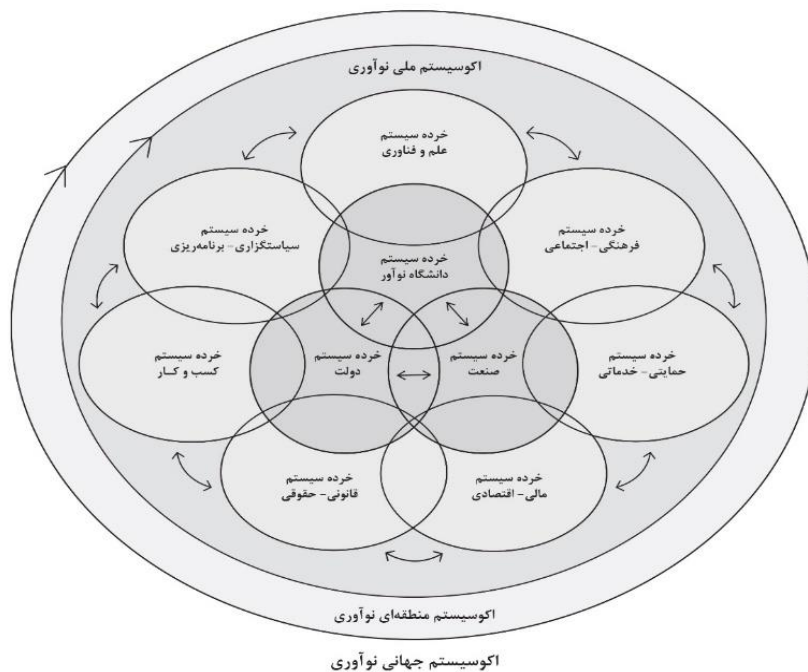 اکوسیستم ملی نوآوری
خرده سیستم
علم و فناوری
خرده سیستم
فرهنگی- اجتماعی
خرده سیستم
سیاستگزاری- برنامه‌ریزی
خرده سیستم
دانشگاه نوآور
خرده سیستم
حمایتی- خدماتی
خرده سیستم
صنعت
خرده سیستم
دولت
خرده سیستم
کسب و کار
خرده سیستم
مالی- اقتصادی
خرده سیستم
قانونی- حقوقی
اکوسیستم منطقه‌ای نوآوری
اکوسیستم جهانی نوآوری